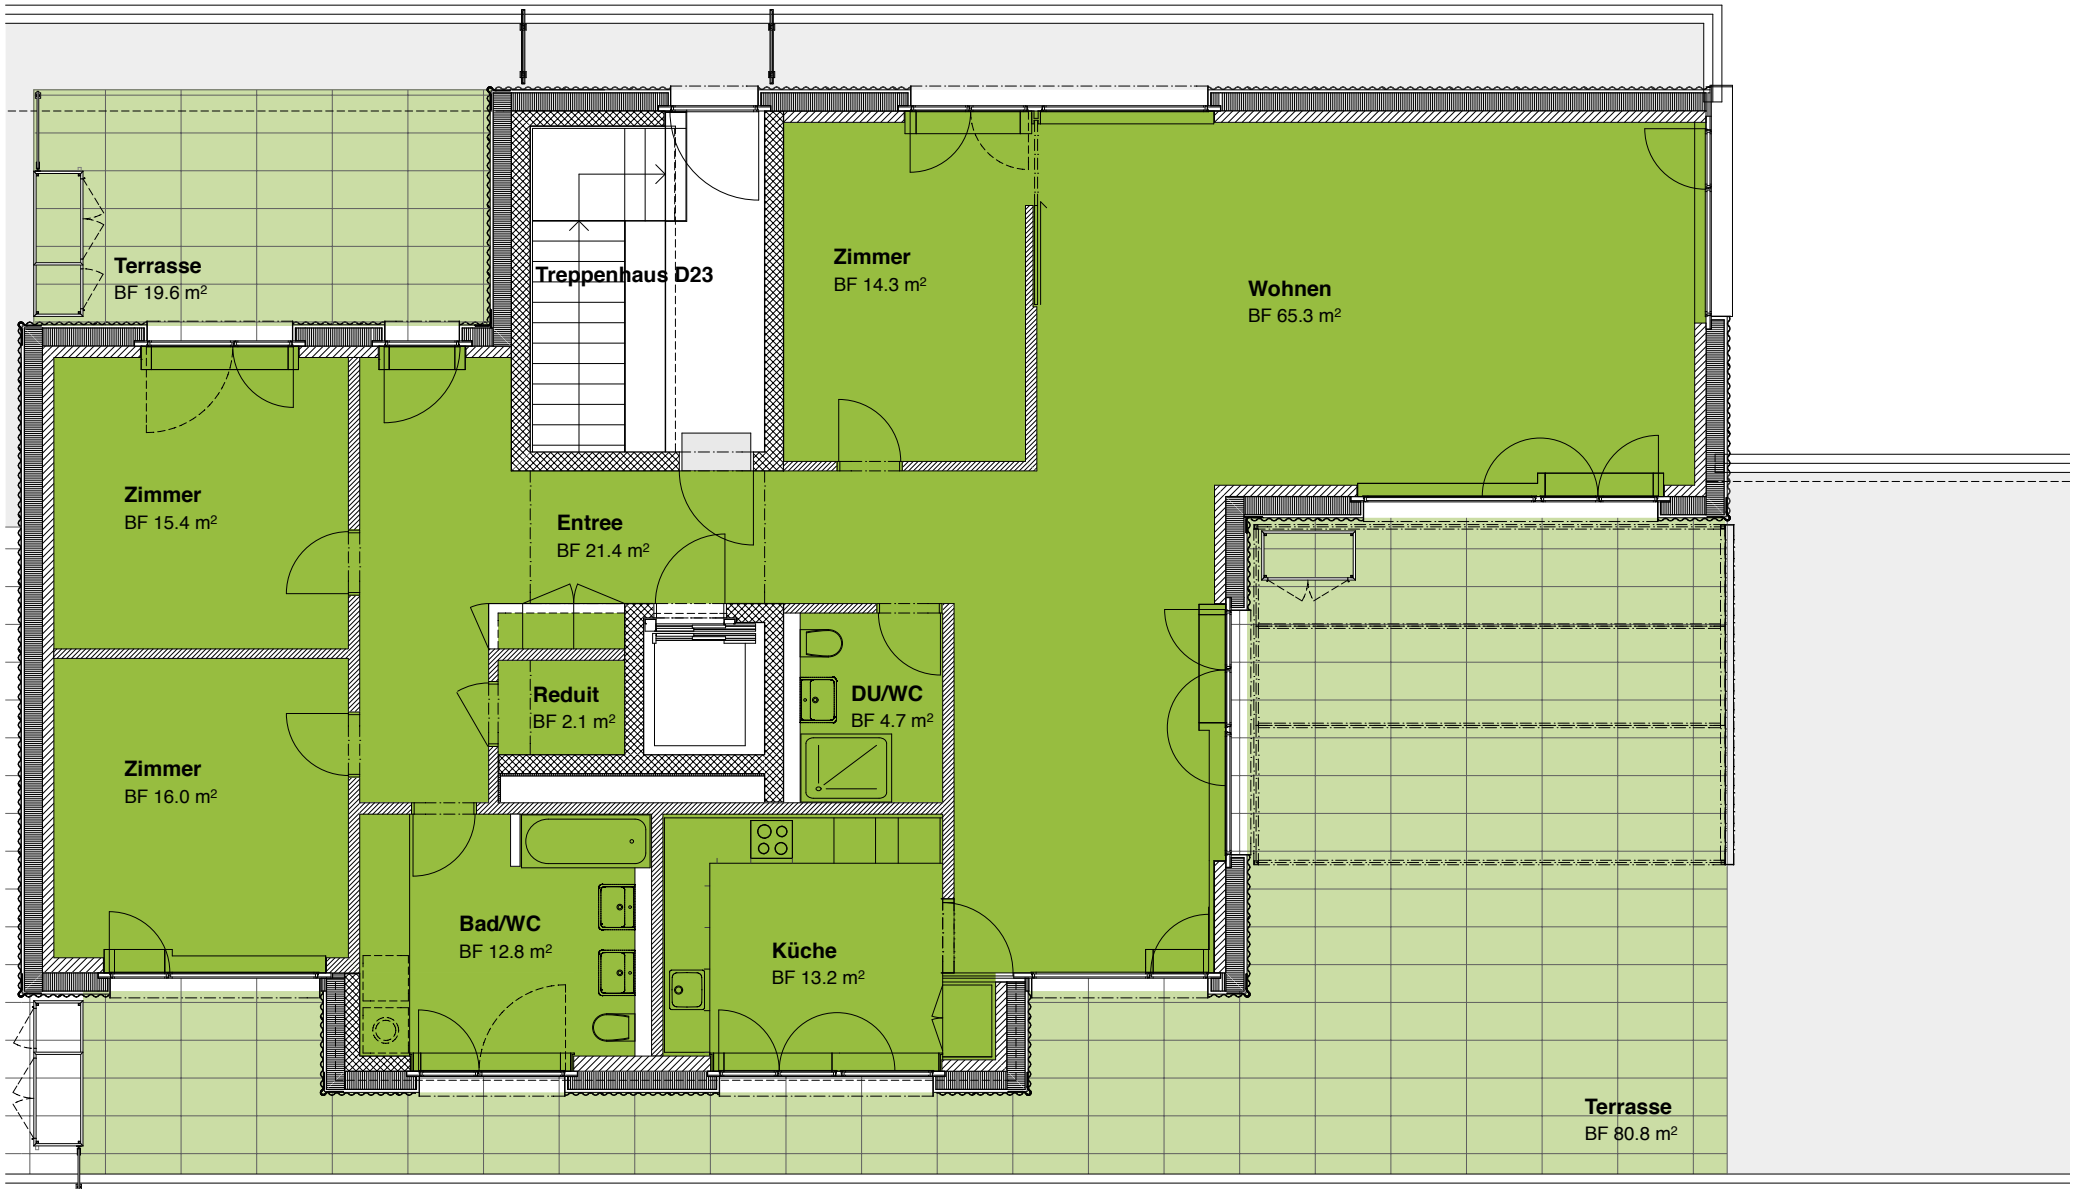 Terrasse
BF 19.6 m²
Treppenhaus D23
Zimmer
BF 14.3 m²
Wohnen
BF 65.3 m²
Zimmer
BF 15.4 m²
Entree
BF 21.4 m²
Reduit
BF 2.1 m²
DU/WC
BF 4.7 m²
Zimmer
BF 16.0 m²
Bad/WC
BF 12.8 m²
Küche
BF 13.2 m²
Terrasse
BF 80.8 m²